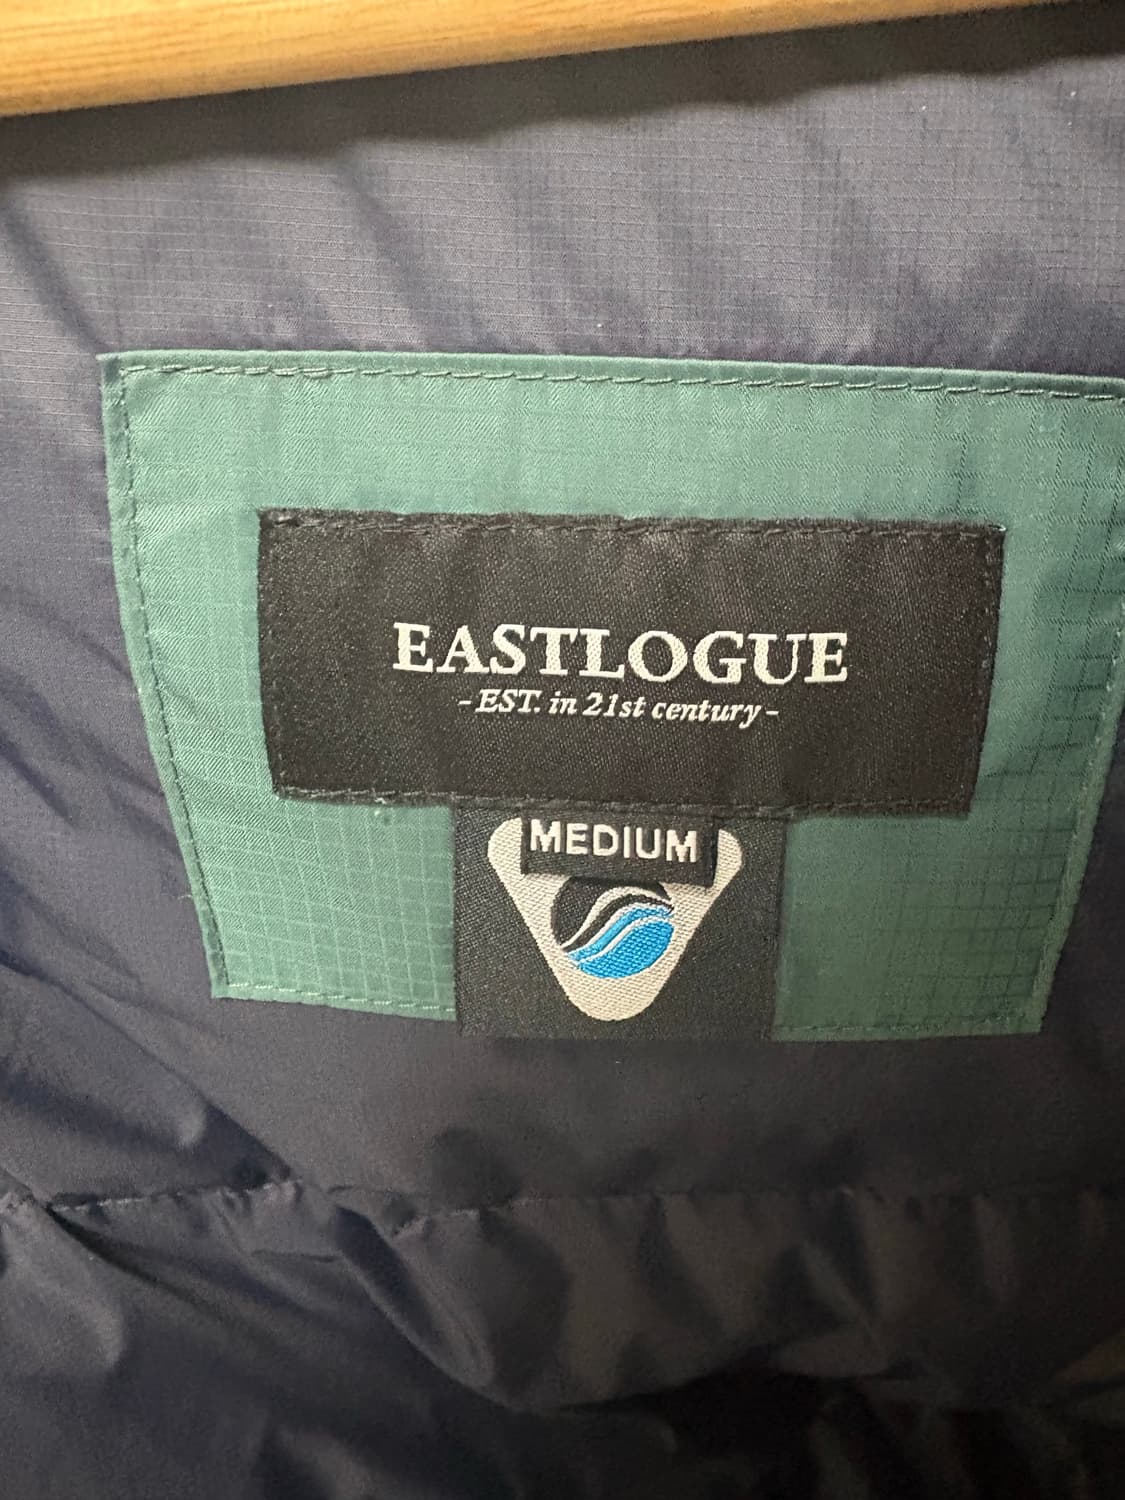 EASTLOGUE
-EST. in 21st century-
MEDIUM